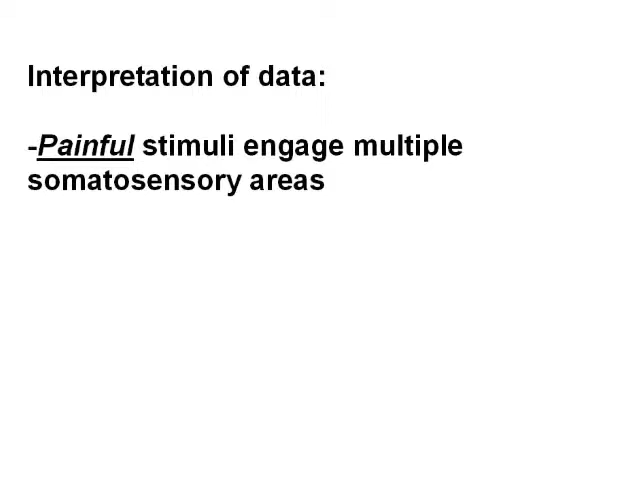 Interpretation of data:
-Painful stimuli engage multiple
somatosensory areas